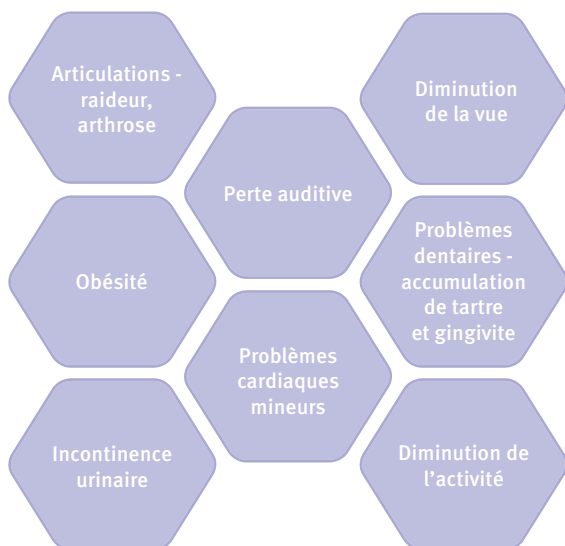 Articulations -
raideur,
arthrose
Diminution
de la vue
Perte auditive
Obésité
Problèmes
dentaires -
accumulation
de tartre
et gingivite
Problèmes
cardiaques
mineurs
Incontinence
urinaire
Diminution de
l’activité